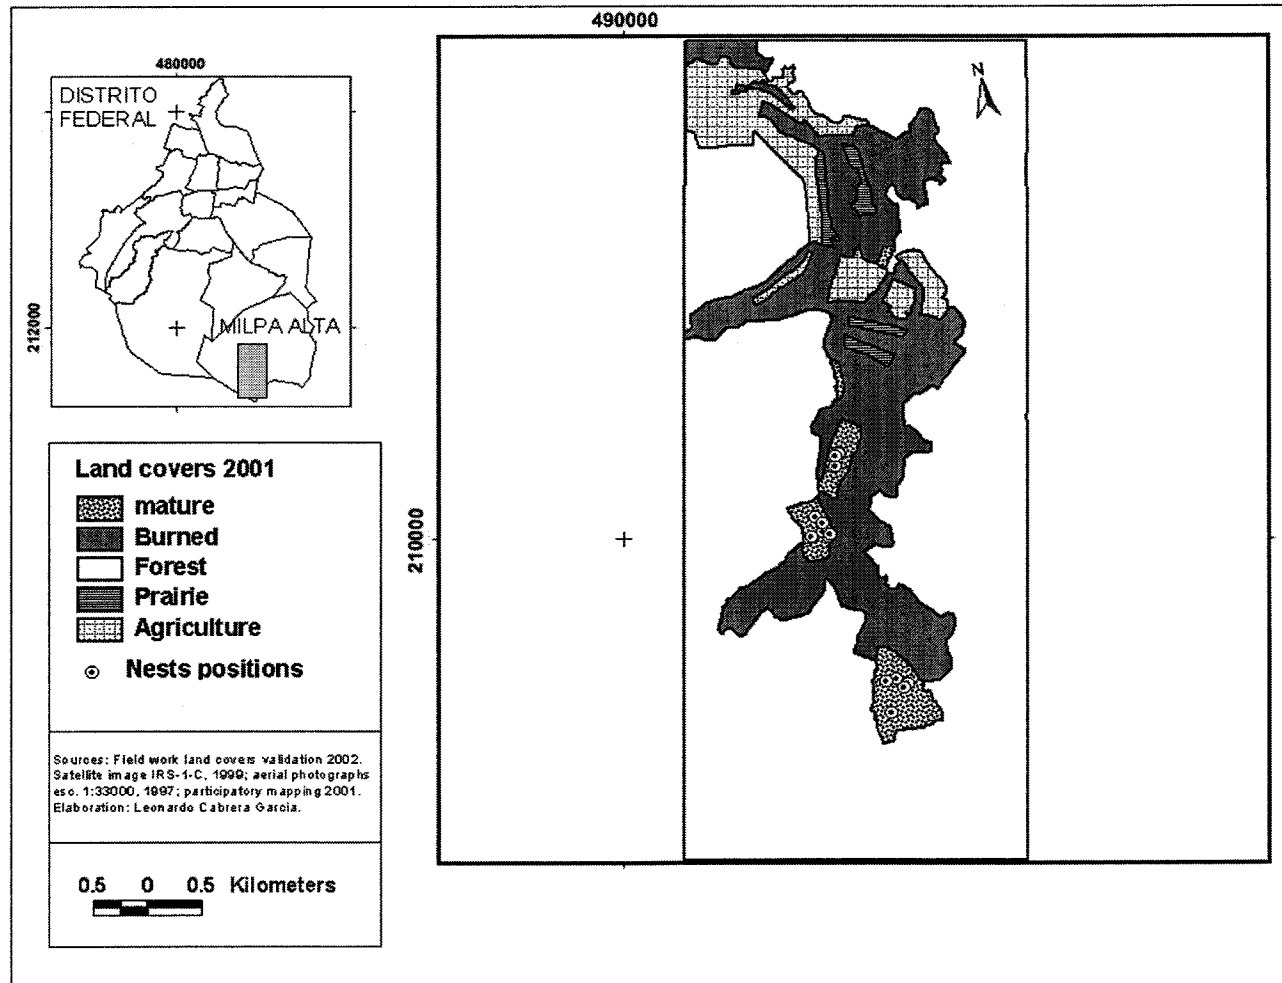 490000
480000
DISTRITO
FEDERAL
N
212000
MILPA ALTA
Land covers 2001
mature
Burned
Forest
Prairie
Agriculture
Nests positions
210000
Sources: Field work land covers validation 2002.
Satellite image IRS-1-C, 1999; aerial photographs
esc. 1:33000, 1997; participatory mapping 2001.
Elaboration: Leonardo Cabrera Garcia.
0.5 0 0.5 Kilometers